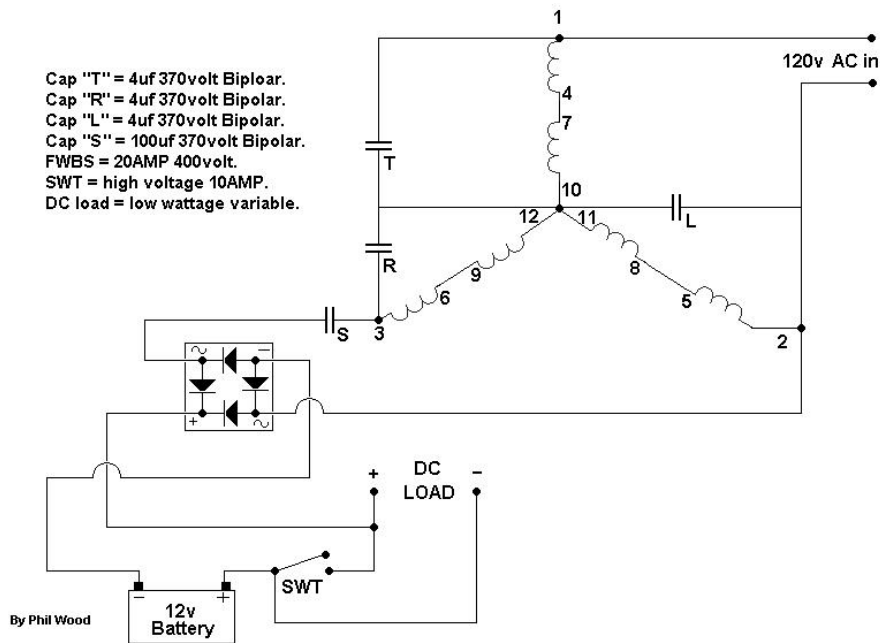 1
120v AC in
Cap "T" = 4uf 370volt Biploar.
Cap "R" = 4uf 370volt Bipolar.
Cap "L" = 4uf 370volt Bipolar.
Cap "S" = 100uf 370volt Bipolar.
FWBS = 20AMP 400volt.
SWT = high voltage 10AMP.
DC load = low wattage variable.
4
7
T
10
12
11
L
R
9
8
6
5
3
S
2
+
DC
LOAD
-
SWT
- +
12v
Battery
By Phil Wood
~
-
+
~